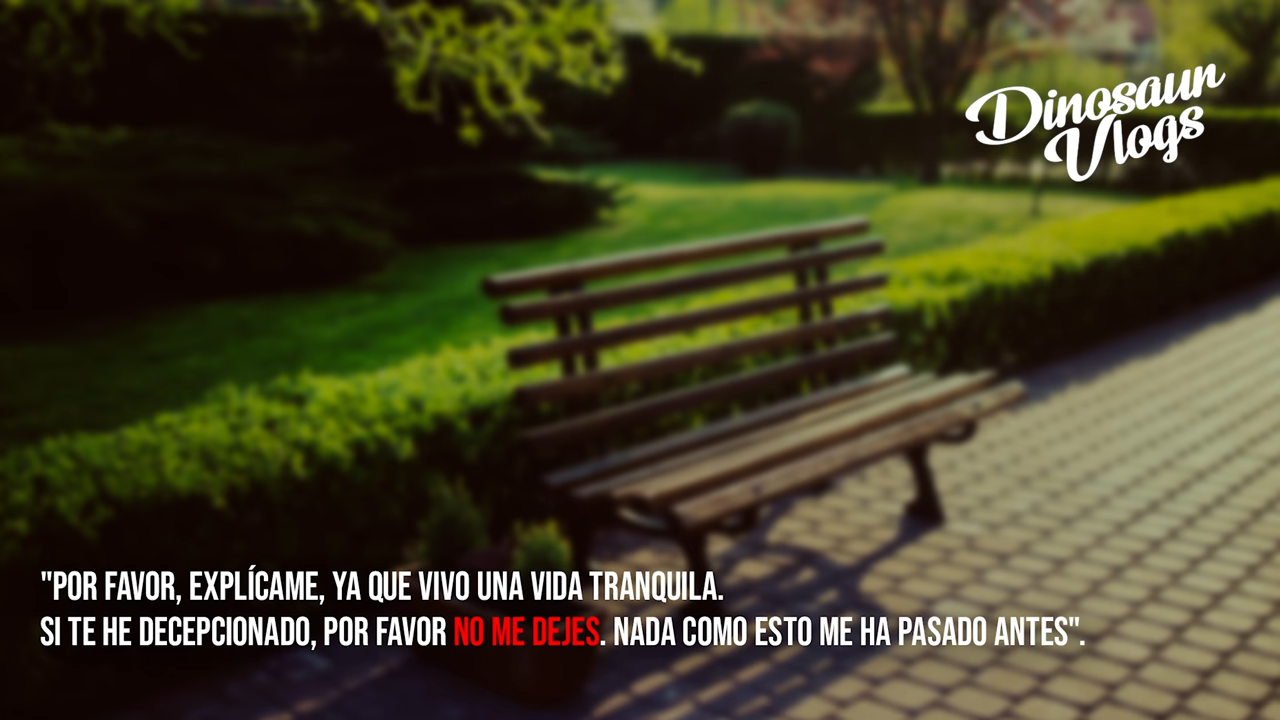 Dinosaun
Vlogs
"POR FAVOR, EXPLÍCAME, YA QUE VIVO UNA VIDA TRANQUILA.
SI TE HE DECEPCIONADO, POR FAVOR NO ME DEJES. NADA COMO ESTO ME HA PASADO ANTES".